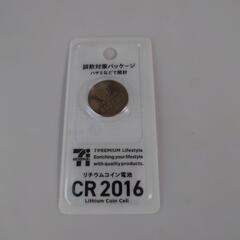 誤飲対策パッケージ
ハサミなどで開封
7PREMIUM Lifestyle
Enriching your lifestyle
with quality products.
リチウムコイン電池
CR 2016
Lithium Coin Cell